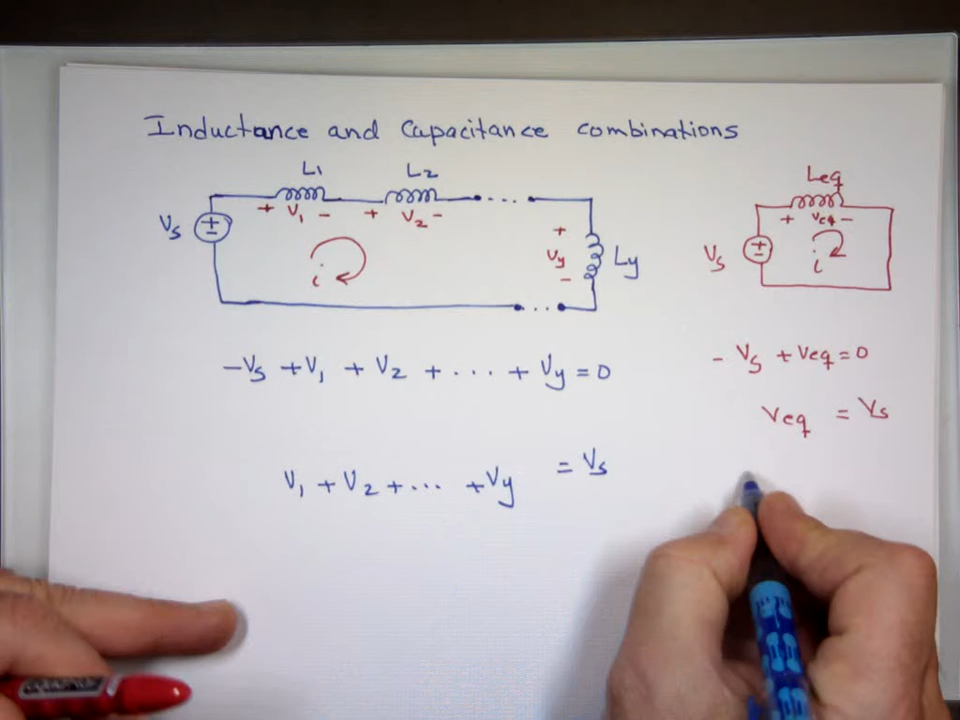 Inductance and Capacitance combinations
L1 L2
Vs + V1 - + V2 - ... + Vy - Ly
i
Leq
Vs + Veq -
i
-Vs + V1 + V2 + ... + Vy = 0
- Vs + Veq = 0
Veq = Vs
V1 + V2 + ... + Vy = Vs